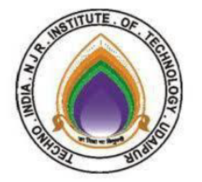 TECHNO . INDIA . N J R . INSTITUTE . OF . TECHNOLOGY . UDAIPUR